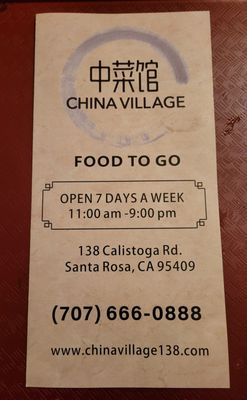 中菜馆
CHINA VILLAGE
FOOD TO GO
OPEN 7 DAYS A WEEK
11:00 am -9:00 pm
138 Calistoga Rd.
Santa Rosa, CA 95409
(707) 666-0888
www.chinavillage138.com